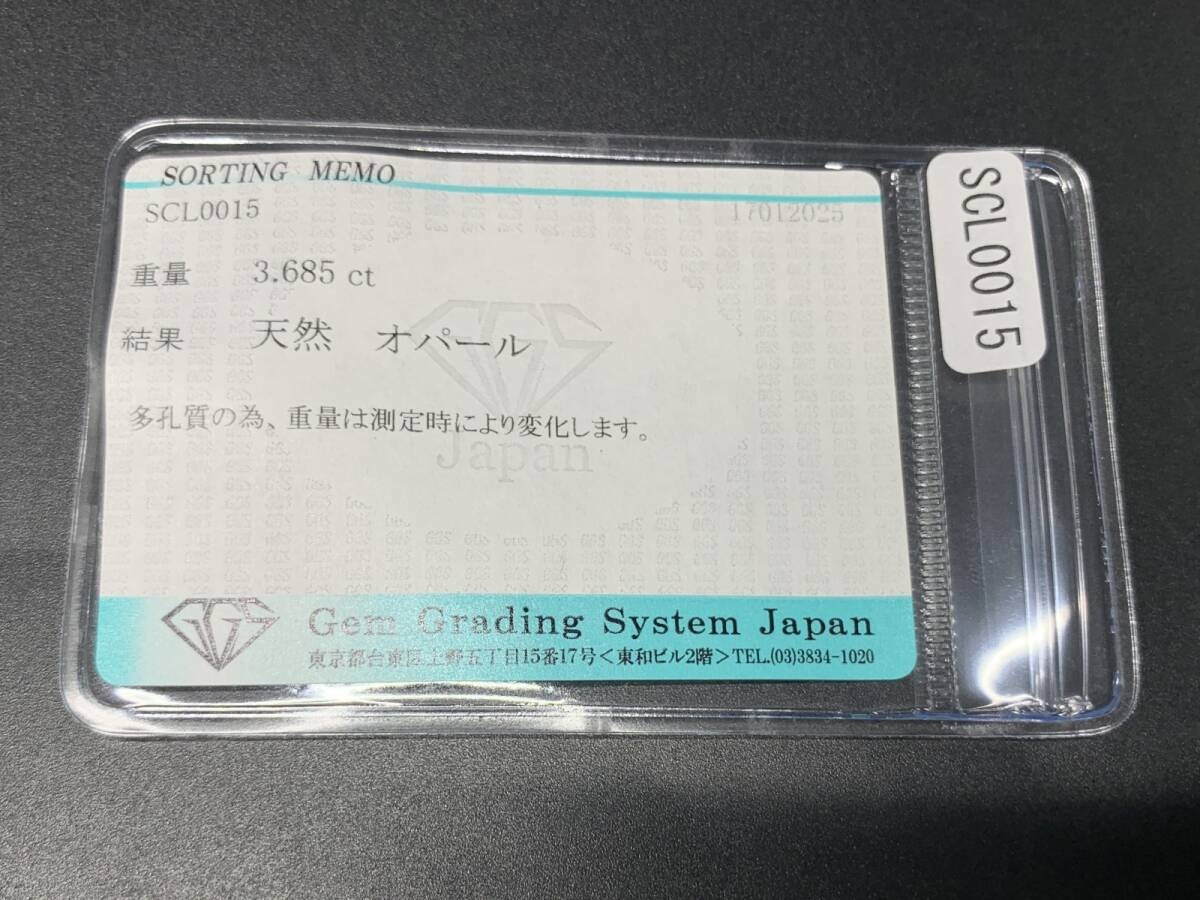 SORTING MEMO
SCL0015 17012025
重量 3.685 ct
結果 天然 オパール
多孔質の為、重量は測定時により変化します。
GGS
Japan
GGS Gem Grading System Japan
東京都台東区上野五丁目15番17号＜東和ビル2階＞TEL.(03)3834-1020
SCL0015